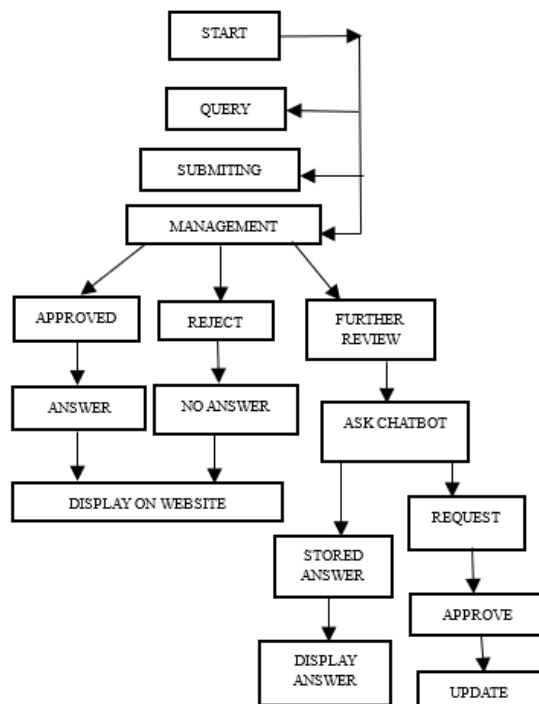 START
QUERY
SUBMITING
MANAGEMENT
APPROVED
REJECT
FURTHER
REVIEW
ANSWER
NO ANSWER
ASK CHATBOT
DISPLAY ON WEBSITE
REQUEST
STORED
ANSWER
APPROVE
DISPLAY
ANSWER
UPDATE